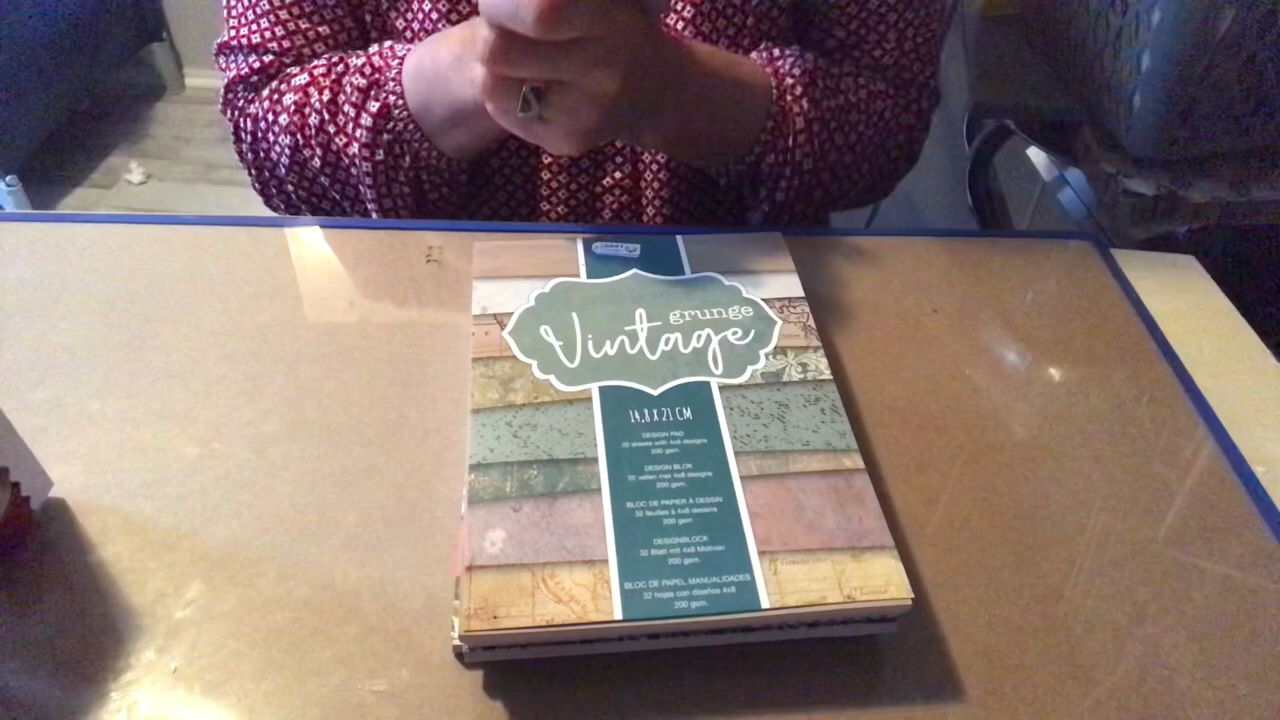 grunge
Vintage
14,8 X 21 CM
DESIGN PAD
32 sheets with 4x8 designs
200 gsm.
DESIGN BLOK
32 vellen met 4x8 designs
200 gsm.
BLOC DE PAPIER À DESSIN
32 feuilles à 4x8 dessins
200 gsm
DESIGNBLOCK
32 Blatt mit 4x8 Motiven
200 gsm.
BLOC DE PAPEL MANUALIDADES
32 hojas con diseños 4x8
200 gsm.